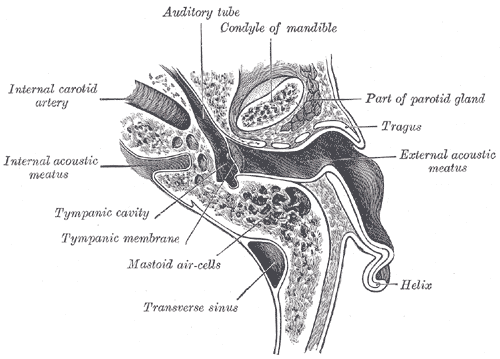 Auditory tube
Condyle of mandible
Internal carotid
artery
Part of parotid gland
Tragus
Internal acoustic
meatus
External acoustic
meatus
Tympanic cavity
Tympanic membrane
Mastoid air-cells
Transverse sinus
Helix